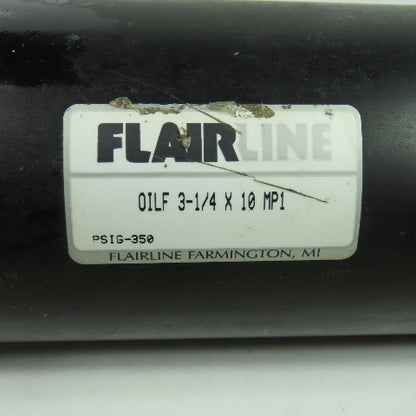 FLAIRLINE
OILF 3-1/4 X 10 MP1
PSIG-350
FLAIRLINE FARMINGTON, MI